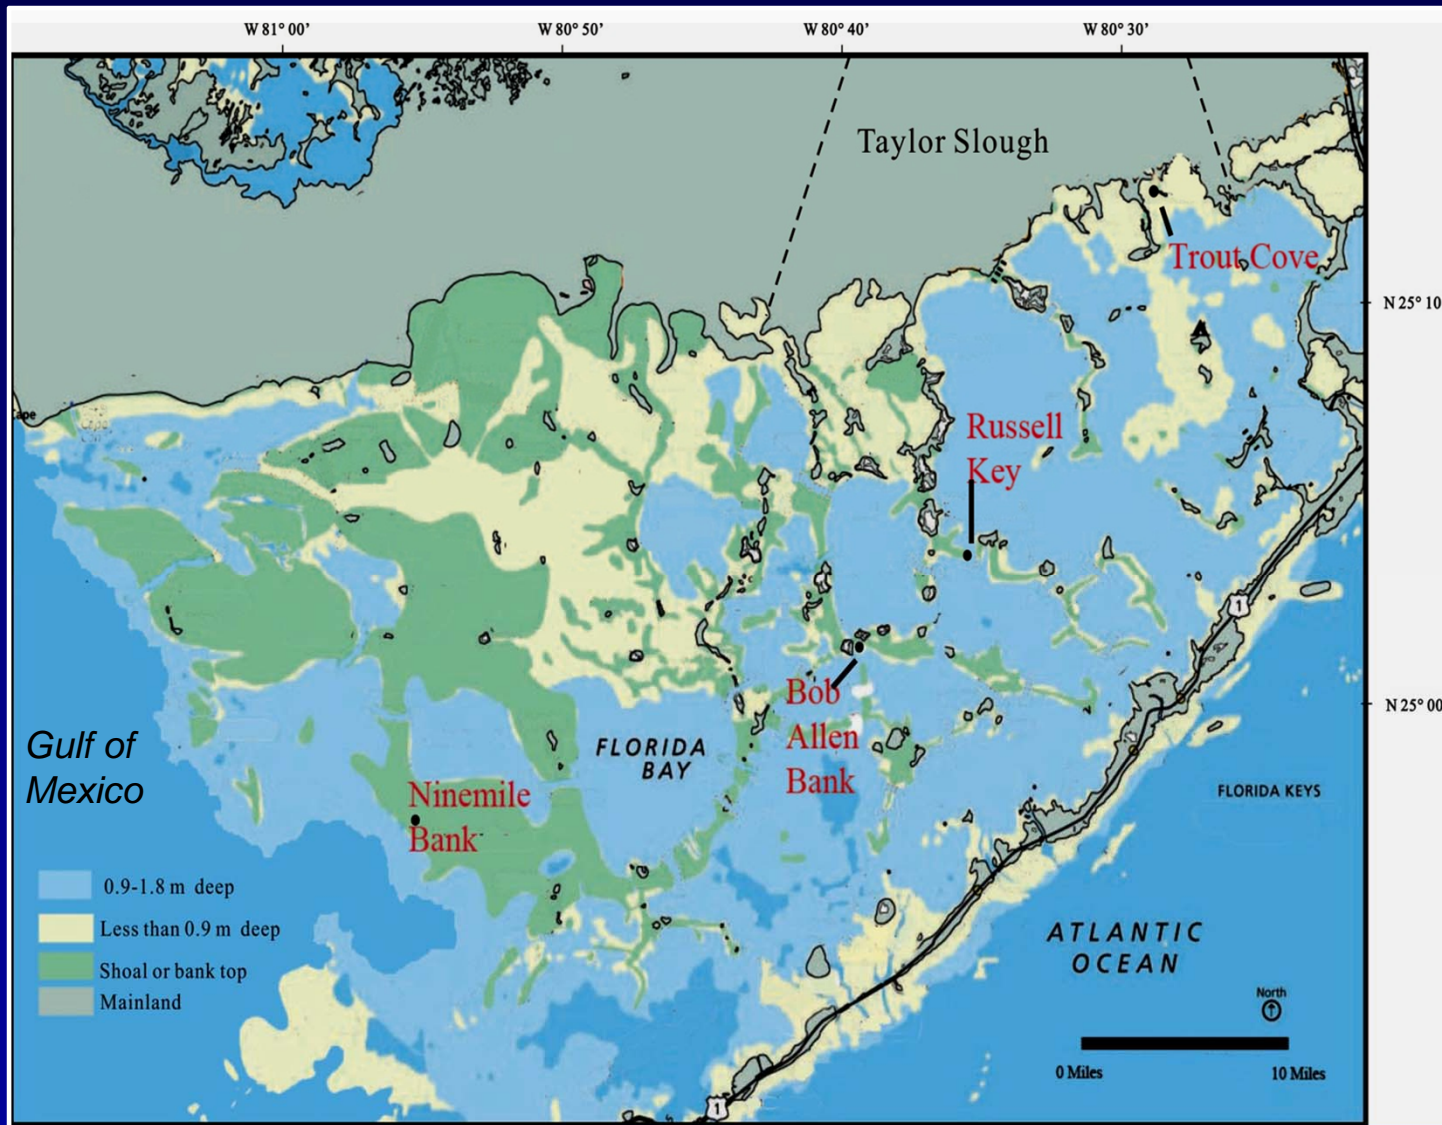 W 81° 00’
W 80° 50’
W 80° 40’
W 80° 30’
Taylor Slough
Trout Cove
N 25° 10
ape
Russell
Key
Bob
Allen
Bank
N 25° 00
Gulf of
Mexico
FLORIDA
BAY
Ninemile
Bank
1
FLORIDA KEYS
0.9-1.8 m deep
Less than 0.9 m deep
Shoal or bank top
Mainland
ATLANTIC
OCEAN
North
0 Miles
10 Miles
1